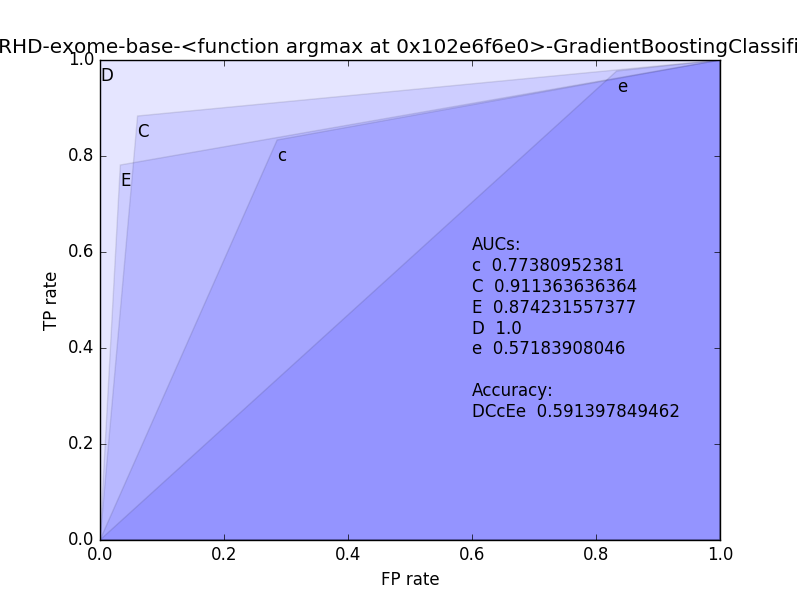 RHD-exome-base-<function argmax at 0x102e6f6e0>-GradientBoostingClassifi
1.0
D
e
C
0.8
c
E
0.6
AUCs:
c 0.77380952381
C 0.911363636364
E 0.874231557377
D 1.0
e 0.57183908046
TP rate
0.4
Accuracy:
DCcEe 0.591397849462
0.2
0.0
0.0 0.2 0.4 0.6 0.8 1.0
FP rate